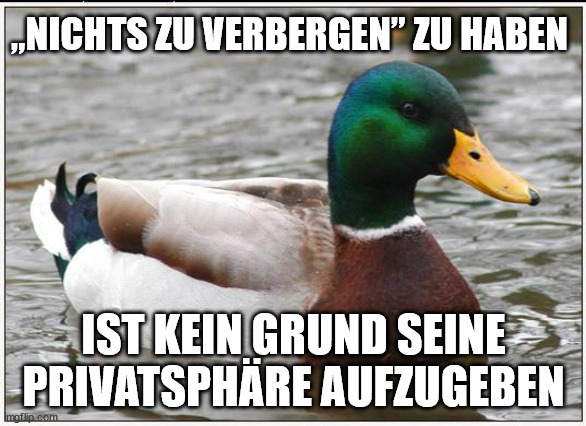 „NICHTS ZU VERBERGEN” ZU HABEN
IST KEIN GRUND SEINE
PRIVATSPHÄRE AUFZUGEBEN
imgflip.com